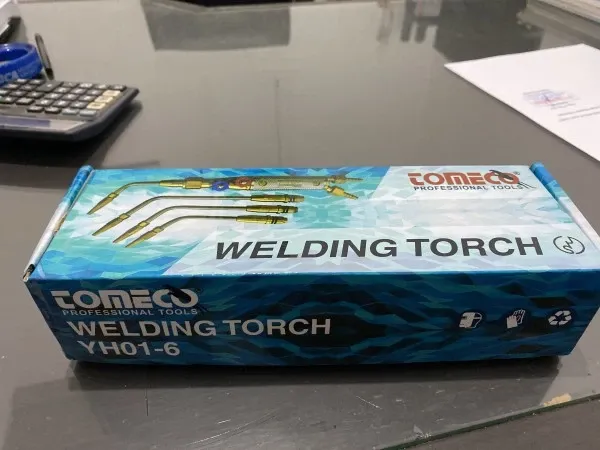 TOMECO
PROFESSIONAL TOOLS
WELDING TORCH
TOMECO
PROFESSIONAL TOOLS
WELDING TORCH
YH01-6